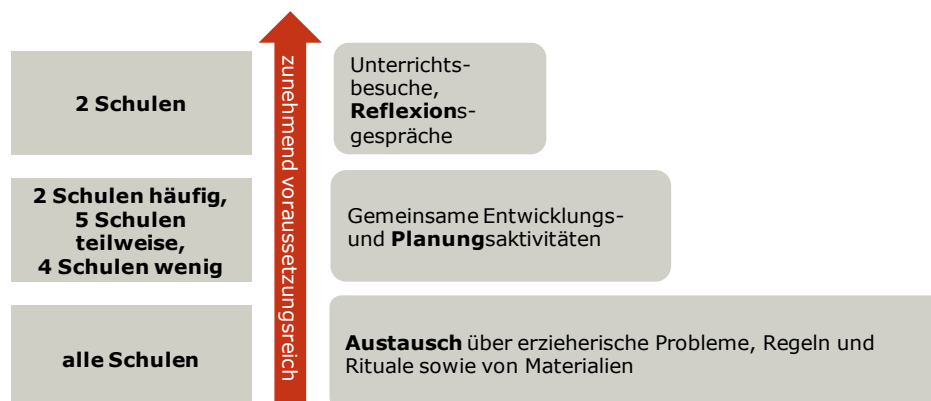 2 Schulen
Unterrichts-
besuche,
Reflexions-
gespräche
2 Schulen häufig,
5 Schulen
teilweise,
4 Schulen wenig
Gemeinsame Entwicklungs-
und Planungsaktivitäten
alle Schulen
Austausch über erzieherische Probleme, Regeln und
Rituale sowie von Materialien
zunehmend voraussetzungsreich